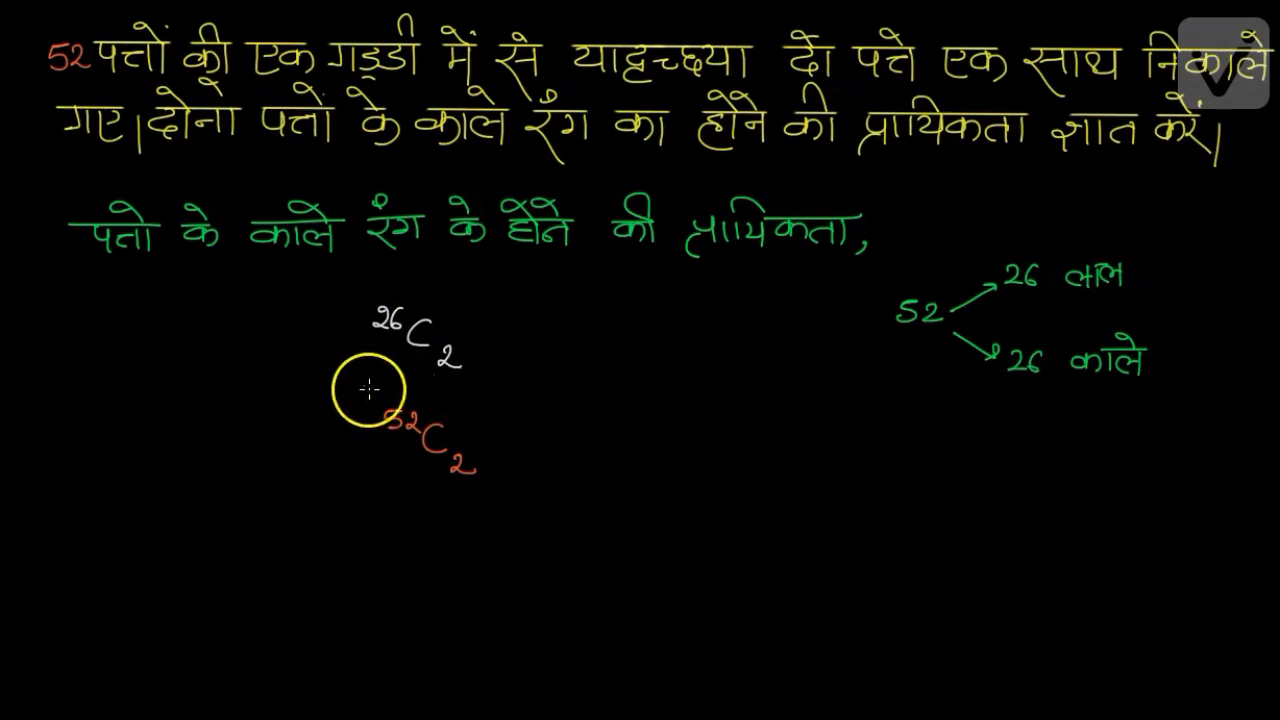 52 पत्तों की एक गड्डी में से यादृच्छया दो पत्ते एक साथ निकाले
गए। दोनों पत्तों के काले रंग का होने की प्रायिकता ज्ञात करें।
पत्तो के काले रंग के होने की प्रायिकता,
26 लाल
52
26 काले
²⁶C₂
⁵²C₂